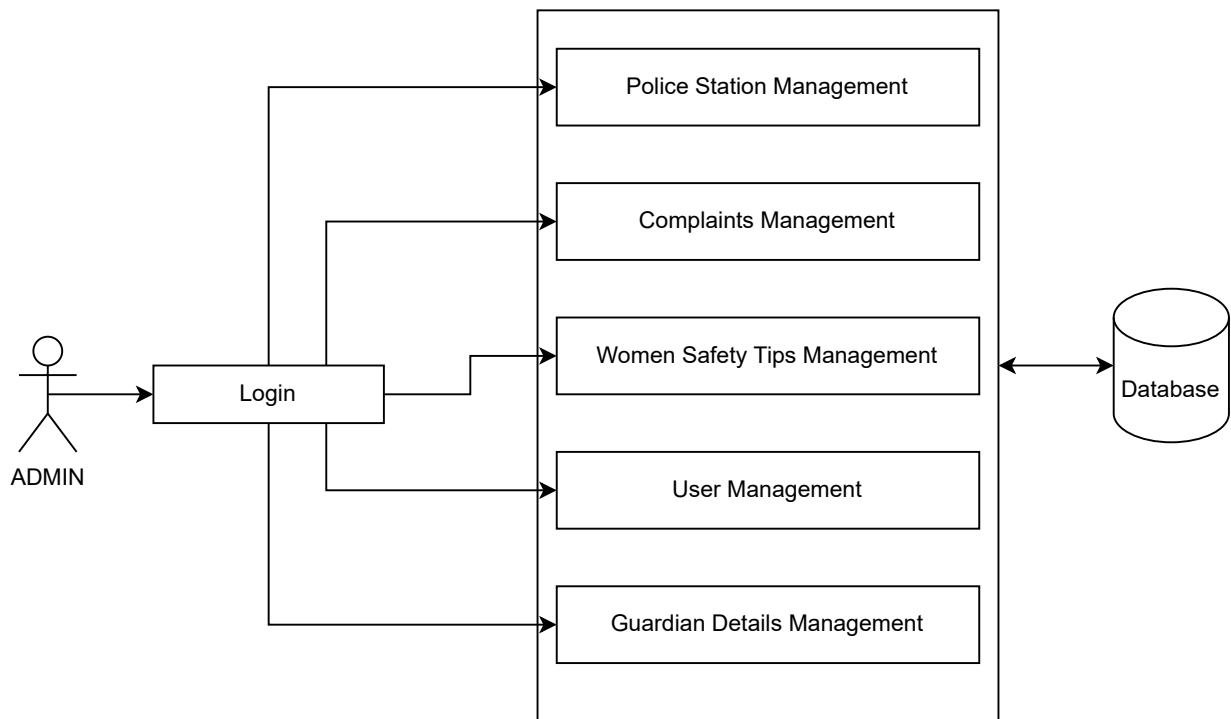 Police Station Management
Complaints Management
Women Safety Tips Management
Login
Database
ADMIN
User Management
Guardian Details Management